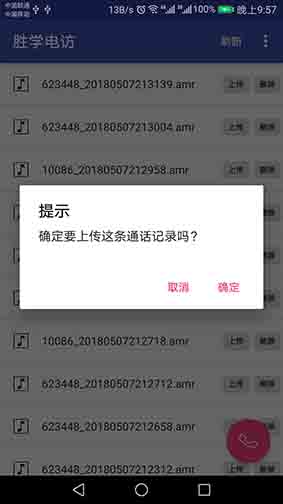 中国联通
中国移动
13B/s
100%
晚上9:57
胜学电访
刷新
623448_20180507213139.amr
上传
删除
623448_20180507213004.amr
上传
删除
10086_20180507212958.amr
上传
删除
提示
确定要上传这条通话记录吗?
取消
确定
10086_20180507212718.amr
上传
删除
623448_20180507212712.amr
上传
删除
623448_20180507212658.amr
上传
623448_20180507212312.amr
上传